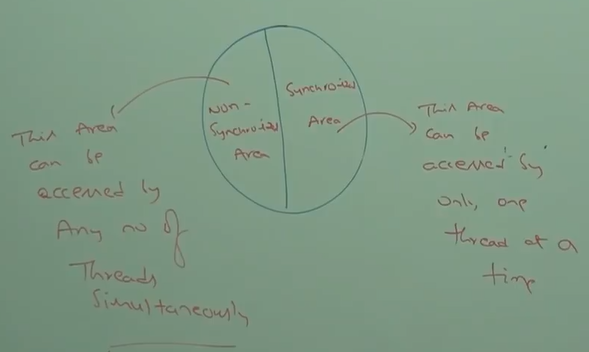 Non-
Synchronized
Area
Synchronized
Area
This Area
can be
accessed by
Any no of
Threads
Simultaneously
This Area
can be
accessed by
only one
thread at a
time